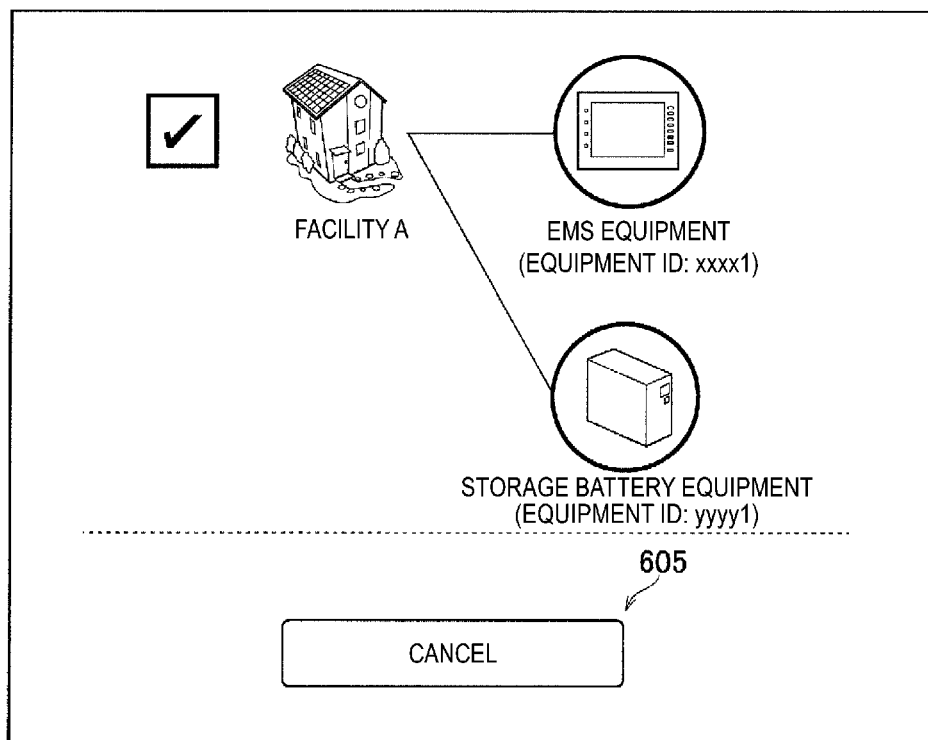 FACILITY A
EMS EQUIPMENT
(EQUIPMENT ID: xxxx1)
STORAGE BATTERY EQUIPMENT
(EQUIPMENT ID: yyyy1)
605
CANCEL